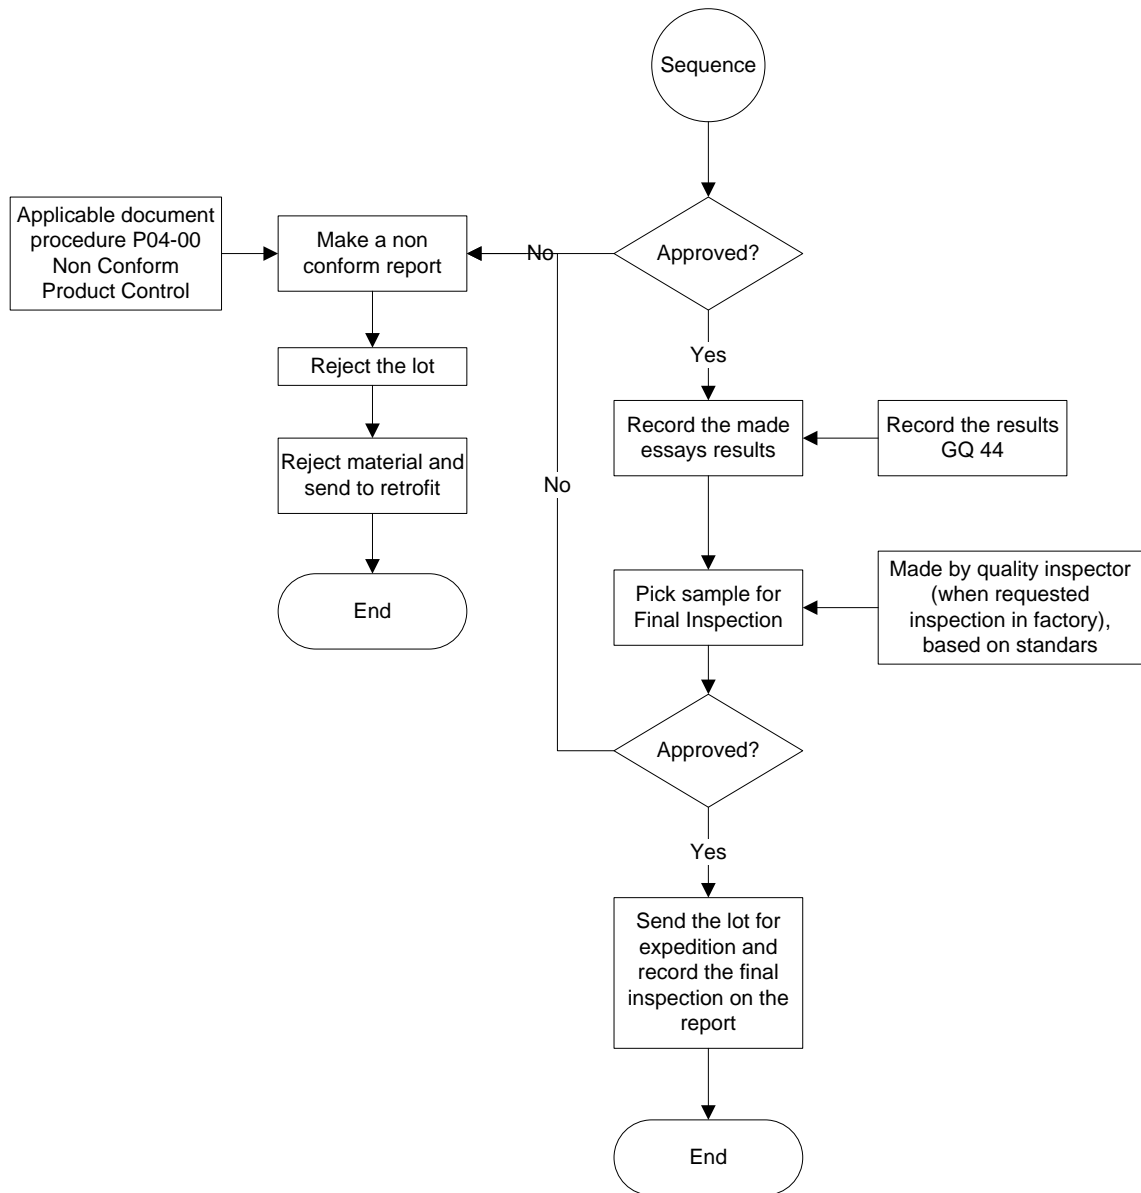 Sequence
Applicable document
procedure P04-00
Non Conform
Product Control
Make a non
conform report
No
Approved?
Yes
Reject the lot
Record the made
essays results
Record the results
GQ 44
Reject material and
send to retrofit
No
End
Pick sample for
Final Inspection
Made by quality inspector
(when requested
inspection in factory),
based on standars
Approved?
Yes
Send the lot for
expedition and
record the final
inspection on the
report
End